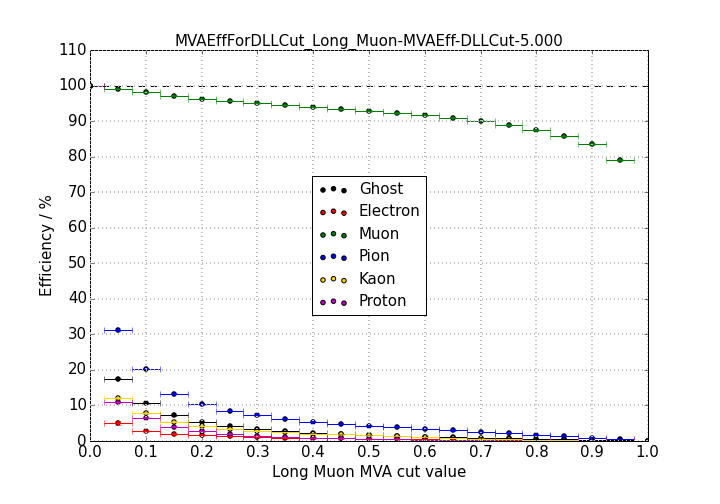 MVAEffForDLLCut_Long_Muon-MVAEff-DLLCut-5.000
110
100
90
80
70
60
50
40
30
20
10
0
Efficiency / %
Ghost
Electron
Muon
Pion
Kaon
Proton
0.0 0.1 0.2 0.3 0.4 0.5 0.6 0.7 0.8 0.9 1.0
Long Muon MVA cut value